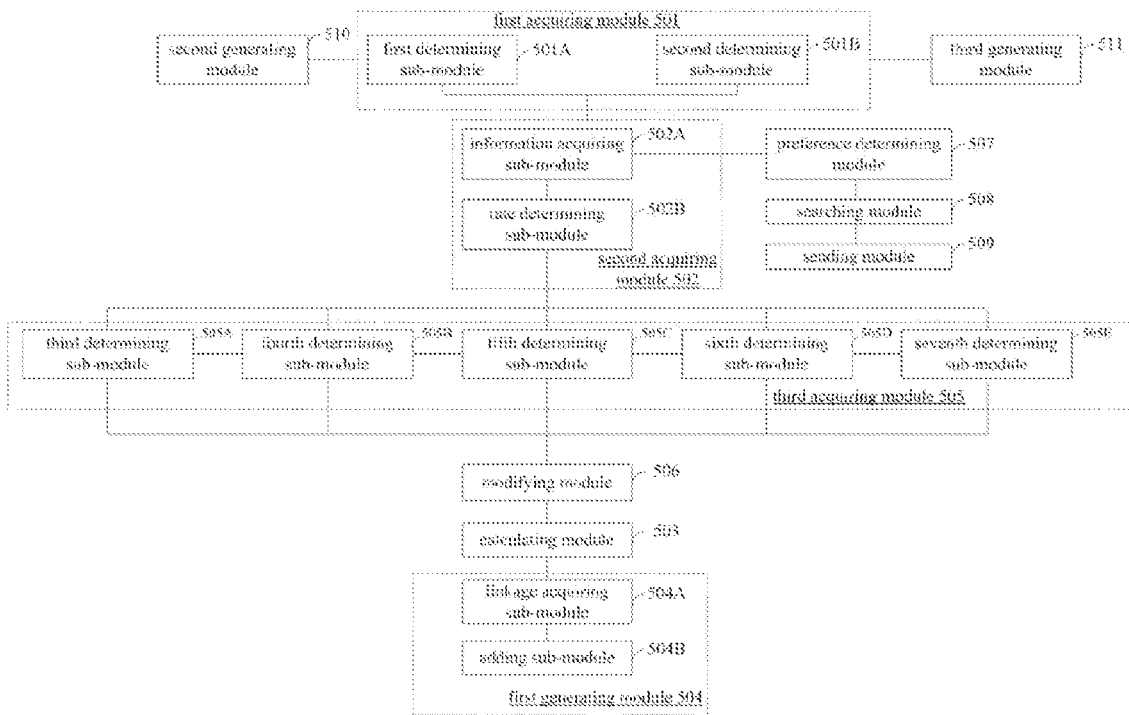 first acquiring module 501
second generating module
510
first determining sub-module
501A
second determining sub-module
501B
third generating module
511
information acquiring sub-module
502A
preference determining module
507
rate determining sub-module
502B
searching module
508
sending module
509
second acquiring module 502
third determining sub-module
505A
fourth determining sub-module
505B
fifth determining sub-module
505C
sixth determining sub-module
505D
seventh determining sub-module
505E
third acquiring module 505
modifying module
506
calculating module
503
linkage acquiring sub-module
504A
adding sub-module
504B
first generating module 504